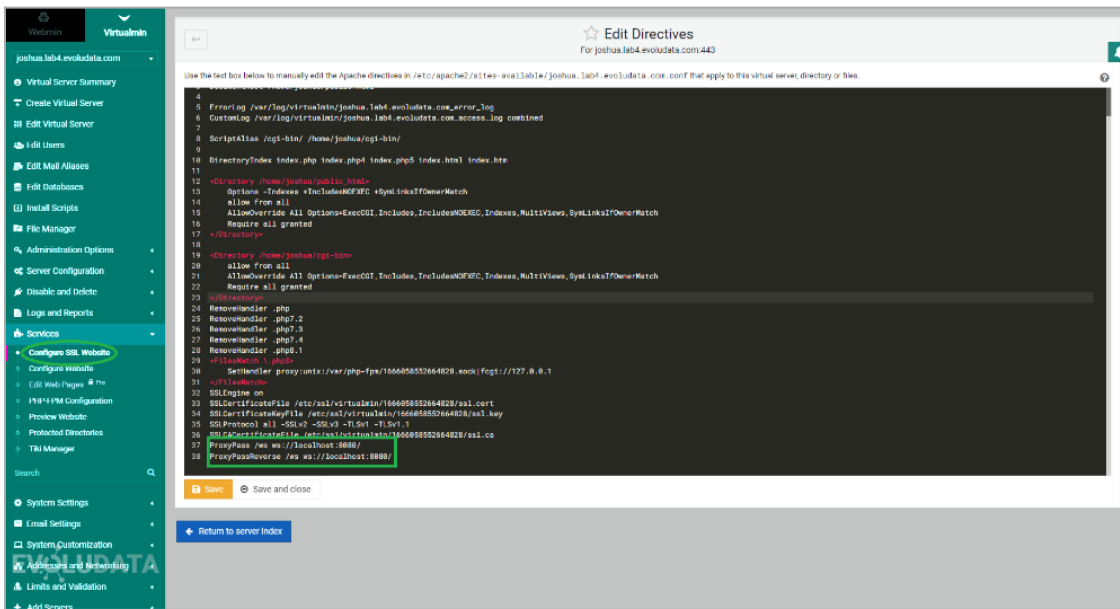 Webmin
Virtualmin
joshua.lab4.evoludata.com
Virtual Server Summary
Create Virtual Server
Edit Virtual Server
Edit Users
Edit Mail Aliases
Edit Databases
Install Scripts
File Manager
Administration Options
Server Configuration
Disable and Delete
Logs and Reports
Services
Configure SSL Website
Configure Website
Edit Web Pages Pro
PHP-FPM Configuration
Preview Website
Protected Directories
Tiki Manager
Search
System Settings
Email Settings
System Customization
Addresses and Networking
EVOLUDATA
Limits and Validation
Add Servers
Edit Directives
For joshua.lab4.evoludata.com:443
Use the text box below to manually edit the Apache directives in /etc/apache2/sites-available/joshua.lab4.evoludata.com.conf that apply to this virtual server, directory or files.
4
5 ErrorLog /var/log/virtualmin/joshua.lab4.evoludata.com_error_log
6 CustomLog /var/log/virtualmin/joshua.lab4.evoludata.com_access_log combined
7
8 ScriptAlias /cgi-bin/ /home/joshua/cgi-bin/
9
10 DirectoryIndex index.php index.php4 index.php5 index.html index.htm
11
12 <Directory /home/joshua/public_html>
13 Options -Indexes +IncludesNOEXEC +SymLinksIfOwnerMatch
14 allow from all
15 AllowOverride All Options=ExecCGI,Includes,IncludesNOEXEC,Indexes,MultiViews,SymLinksIfOwnerMatch
16 Require all granted
17 </Directory>
18
19 <Directory /home/joshua/cgi-bin>
20 allow from all
21 AllowOverride All Options=ExecCGI,Includes,IncludesNOEXEC,Indexes,MultiViews,SymLinksIfOwnerMatch
22 Require all granted
23 </Directory>
24 RemoveHandler .php
25 RemoveHandler .php7.2
26 RemoveHandler .php7.3
27 RemoveHandler .php7.4
28 RemoveHandler .php8.1
29 <FilesMatch \.php$>
30 SetHandler proxy:unix:/var/php-fpm/1666058552664828.sock|fcgi://127.0.0.1
31 </FilesMatch>
32 SSLEngine on
33 SSLCertificateFile /etc/ssl/virtualmin/1666058552664828/ssl.cert
34 SSLCertificateKeyFile /etc/ssl/virtualmin/1666058552664828/ssl.key
35 SSLProtocol all -SSLv2 -SSLv3 -TLSv1 -TLSv1.1
36 SSLCACertificateFile /etc/ssl/virtualmin/1666058552664828/ssl.ca
37 ProxyPass /ws ws://localhost:8080/
38 ProxyPassReverse /ws ws://localhost:8080/
Save
Save and close
Return to server index